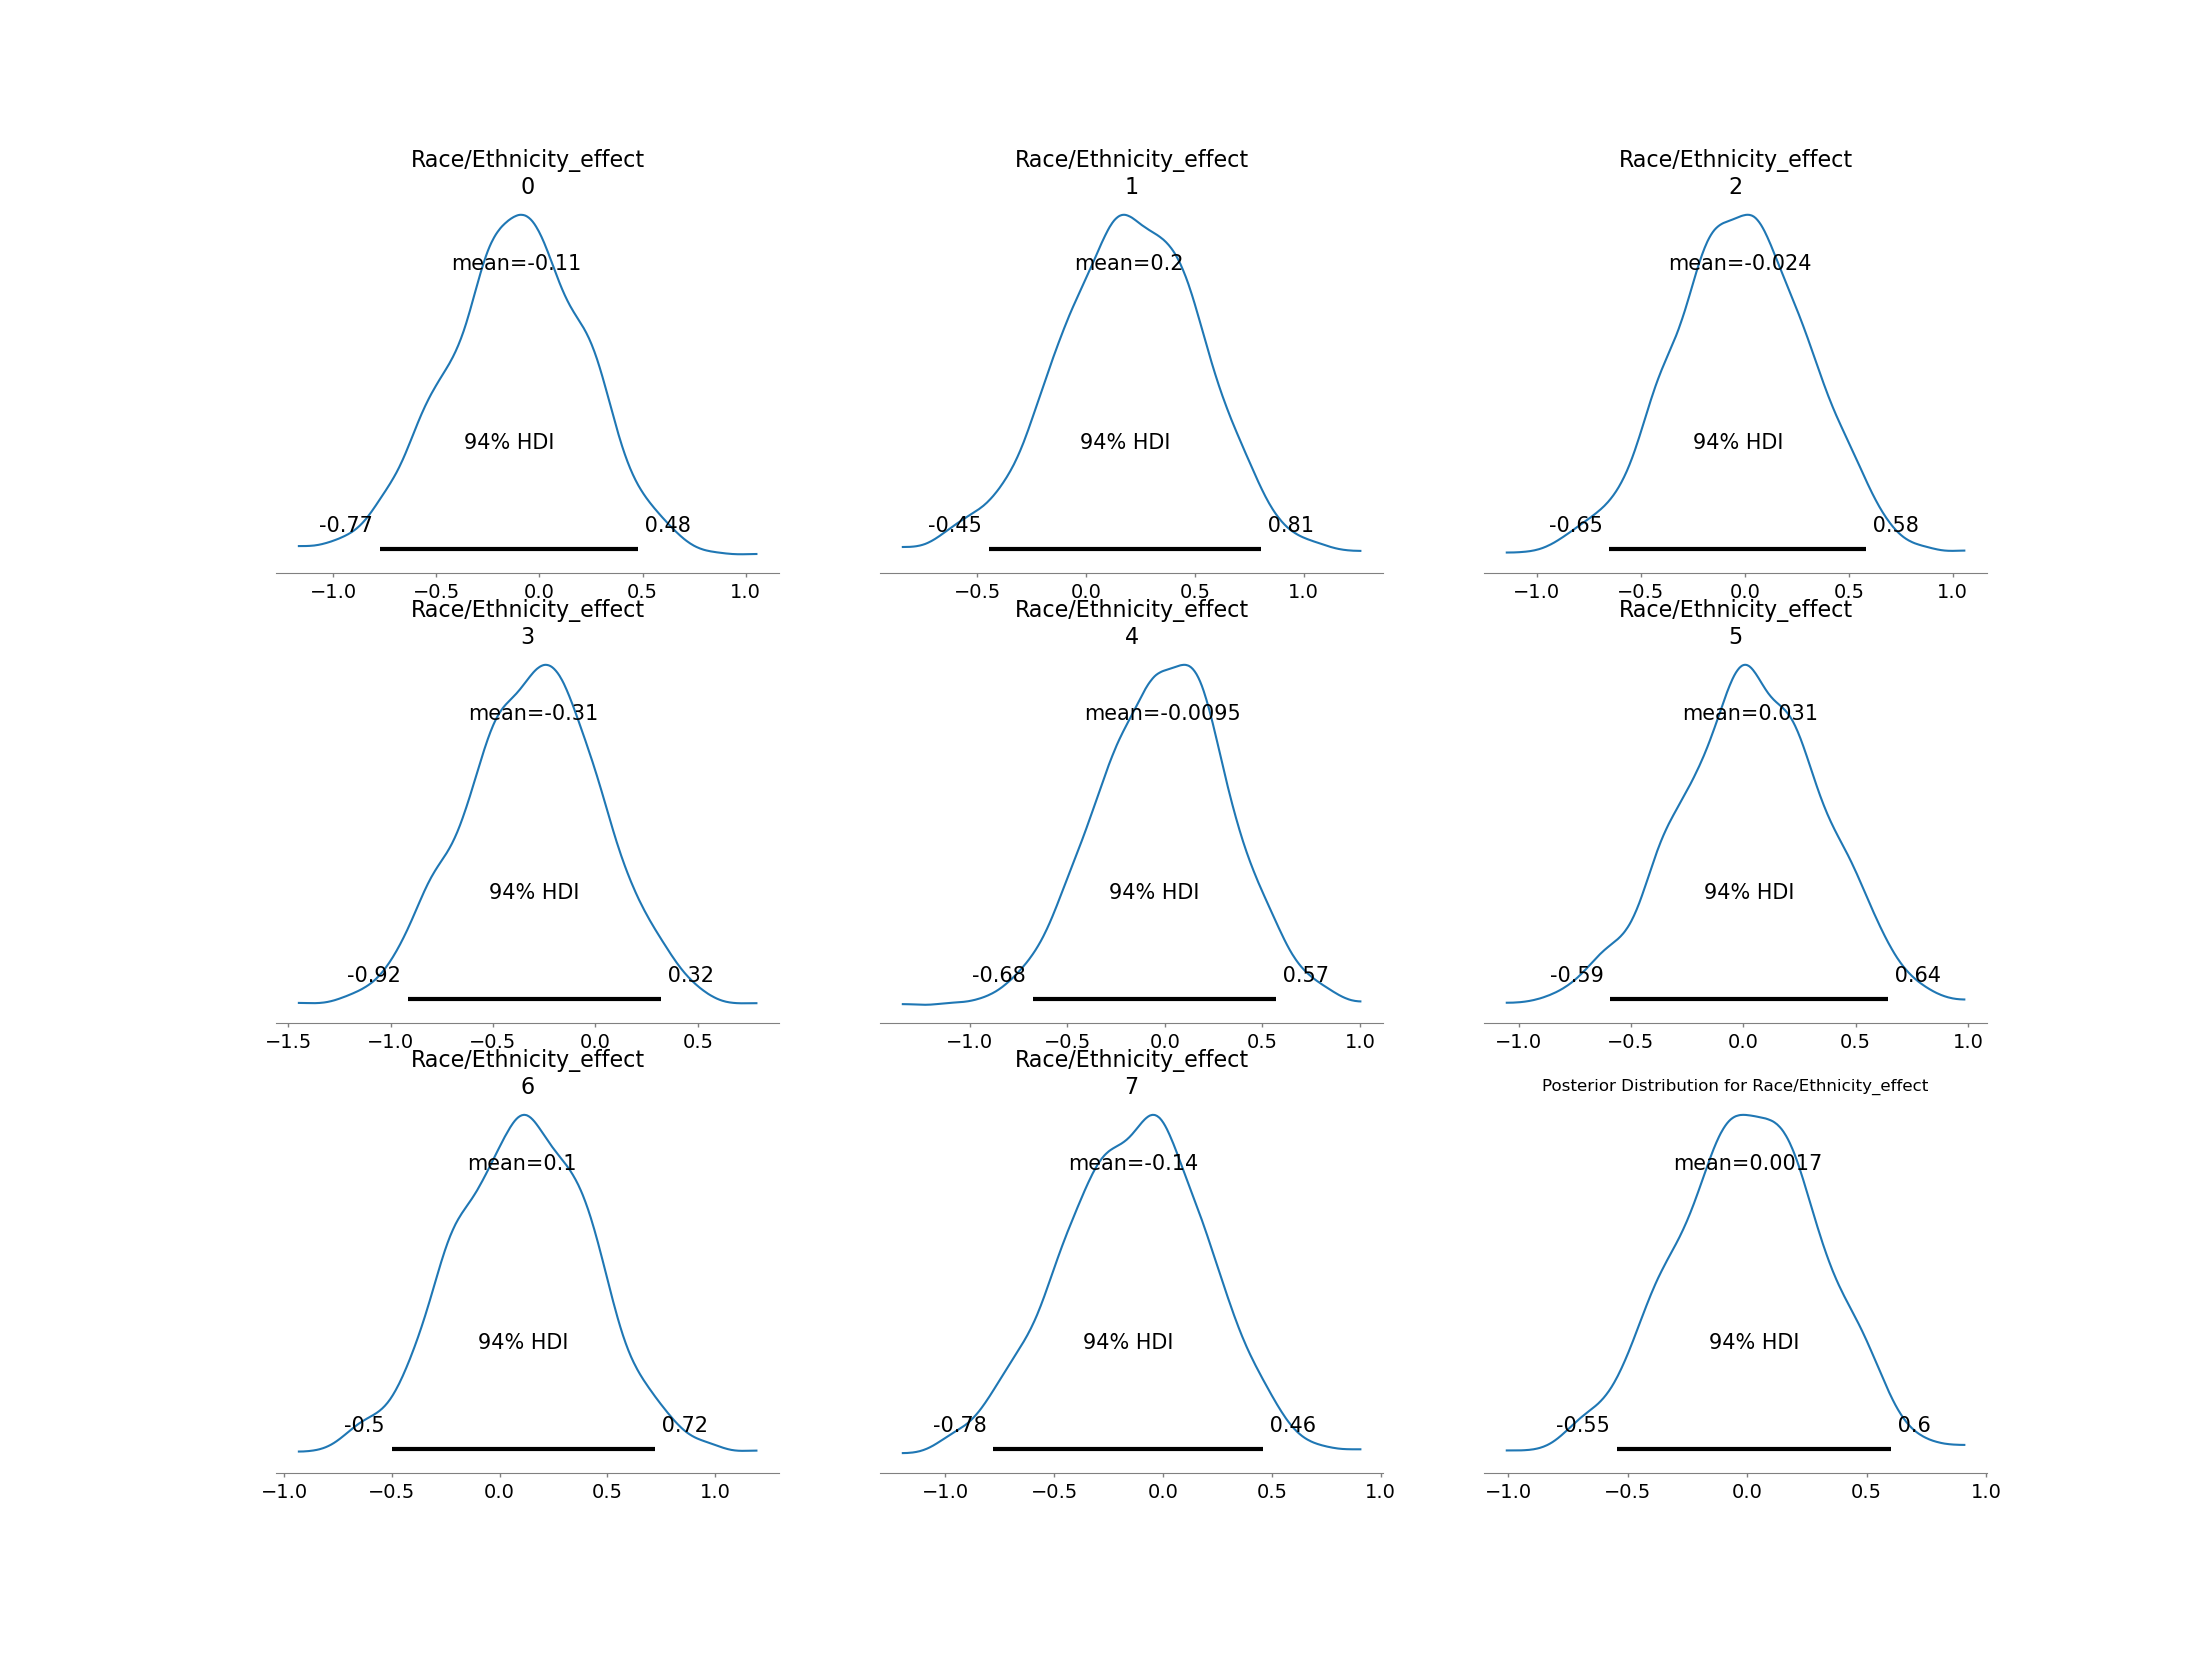 Race/Ethnicity_effect
0
mean=-0.11
94% HDI
-0.77 0.48
−1.0 −0.5 0.0 0.5 1.0
Race/Ethnicity_effect
1
mean=0.2
94% HDI
-0.45 0.81
−0.5 0.0 0.5 1.0
Race/Ethnicity_effect
2
mean=-0.024
94% HDI
-0.65 0.58
−1.0 −0.5 0.0 0.5 1.0
Race/Ethnicity_effect
3
mean=-0.31
94% HDI
-0.92 0.32
−1.5 −1.0 −0.5 0.0 0.5
Race/Ethnicity_effect
4
mean=-0.0095
94% HDI
-0.68 0.57
−1.0 −0.5 0.0 0.5 1.0
Race/Ethnicity_effect
5
mean=0.031
94% HDI
-0.59 0.64
−1.0 −0.5 0.0 0.5 1.0
Race/Ethnicity_effect
6
mean=0.1
94% HDI
-0.5 0.72
−1.0 −0.5 0.0 0.5 1.0
Race/Ethnicity_effect
7
mean=-0.14
94% HDI
-0.78 0.46
−1.0 −0.5 0.0 0.5 1.0
Posterior Distribution for Race/Ethnicity_effect
mean=0.0017
94% HDI
-0.55 0.6
−1.0 −0.5 0.0 0.5 1.0